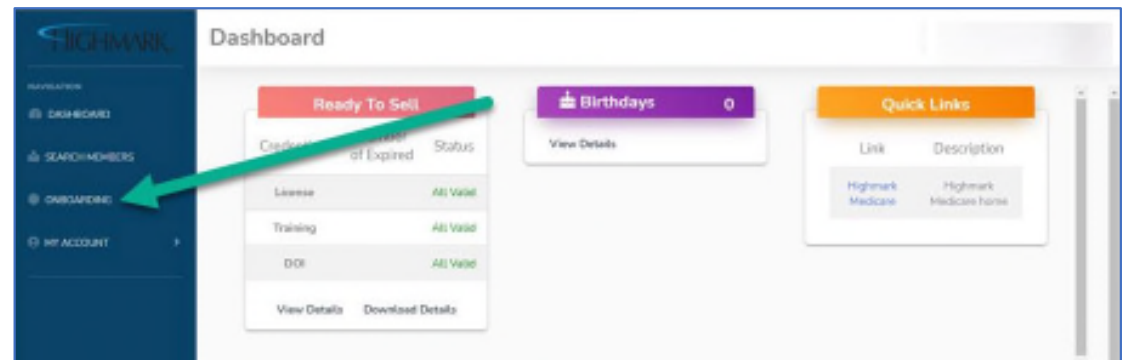 HIGHMARK
Dashboard
NAVIGATION
DASHBOARD
SEARCH MEMBERS
ONBOARDING
MY ACCOUNT
Ready To Sell
of Expired
Status
License
All Valid
Training
All Valid
DOI
All Valid
View Details
Download Details
Birthdays
0
View Details
Quick Links
Link
Description
Highmark
Medicare
Highmark
Medicare home